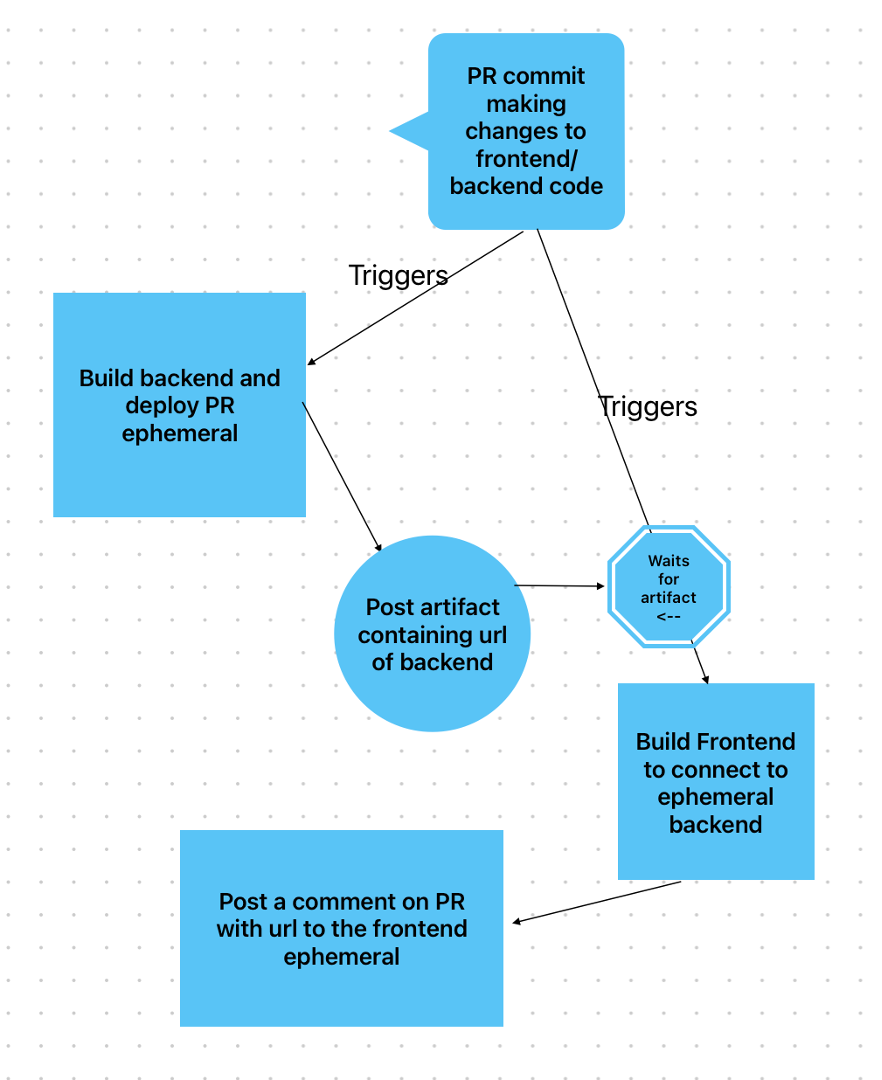 PR commit
making
changes to
frontend/
backend code
Triggers
Build backend and
deploy PR
ephemeral
Triggers
Post artifact
containing url
of backend
Waits
for
artifact
<--
Build Frontend
to connect to
ephemeral
backend
Post a comment on PR
with url to the frontend
ephemeral